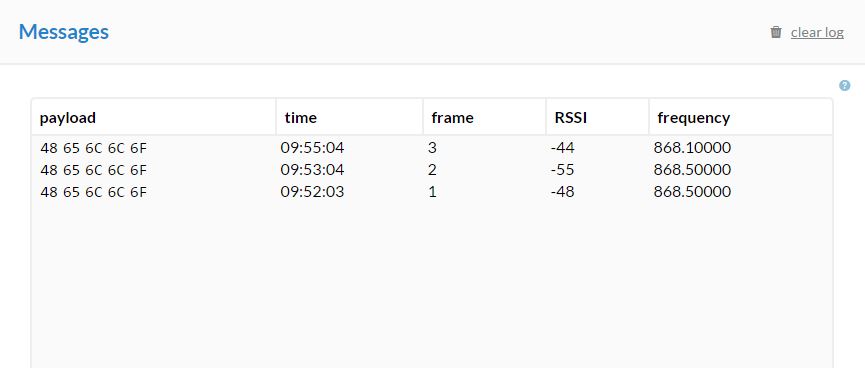 Messages
clear log
?
payload time frame RSSI frequency
48 65 6C 6C 6F 09:55:04 3 -44 868.10000
48 65 6C 6C 6F 09:53:04 2 -55 868.50000
48 65 6C 6C 6F 09:52:03 1 -48 868.50000